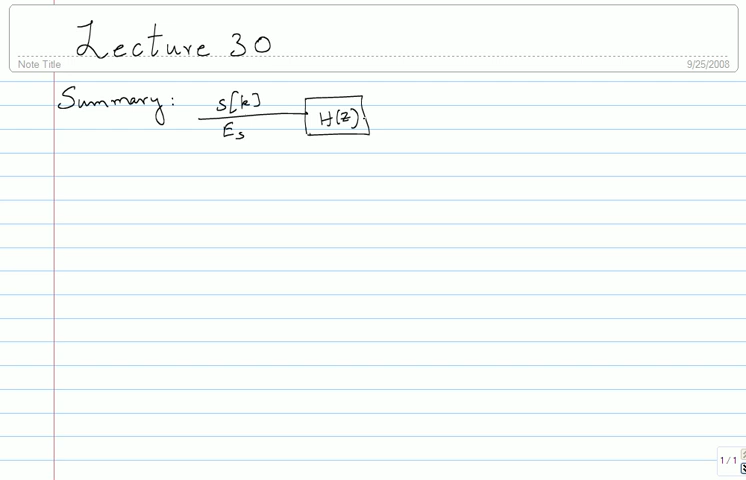 Lecture 30
Note Title
9/25/2008
Summary: s[k] H(z)
Es
1 / 1